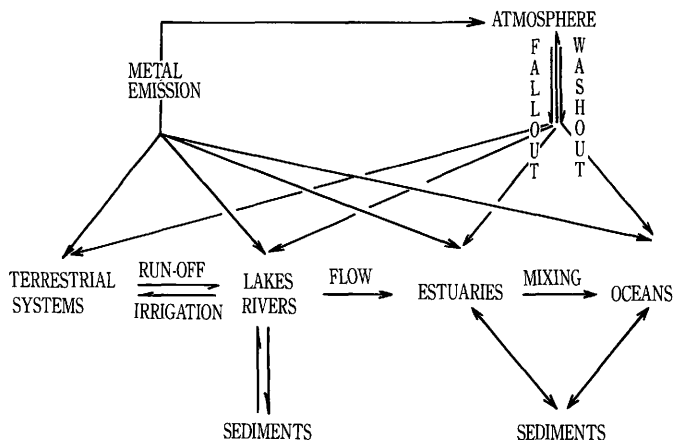 ATMOSPHERE
FALLOUT
WASHOUT
METAL
EMISSION
TERRESTRIAL
SYSTEMS
RUN-OFF
IRRIGATION
LAKES
RIVERS
FLOW
ESTUARIES
MIXING
OCEANS
SEDIMENTS
SEDIMENTS